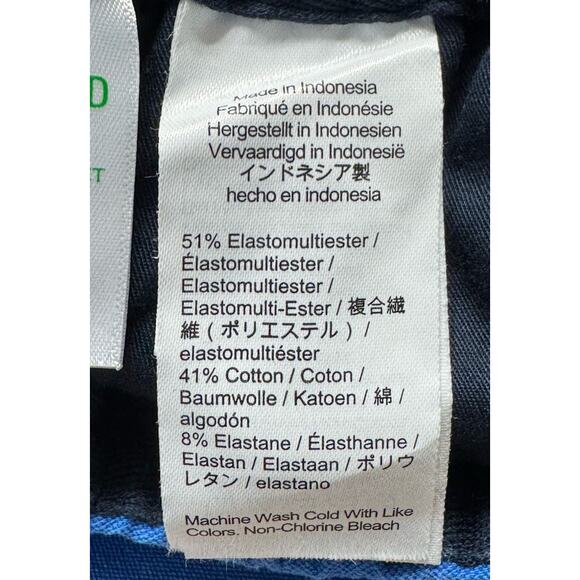 D
ET
Made in Indonesia
Fabriqué en Indonésie
Hergestellt in Indonesien
Vervaardigd in Indonesië
インドネシア製
hecho en indonesia
51% Elastomultiester /
Élastomultiester /
Elastomultiester /
Elastomulti-Ester / 複合繊
維 ( ポリエステル ) /
elastomultiéster
41% Cotton / Coton /
Baumwolle / Katoen / 綿 /
algodón
8% Elastane / Élasthanne /
Elastan / Elastaan / ポリウ
レタン / elastano
Machine Wash Cold With Like
Colors. Non-Chlorine Bleach